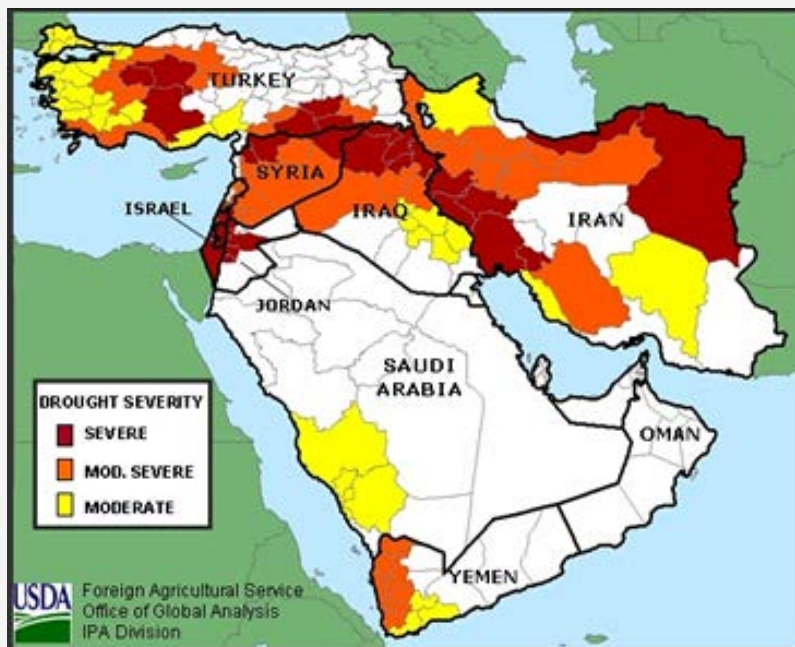 TURKEY
SYRIA
ISRAEL
IRAQ
IRAN
JORDAN
SAUDI
ARABIA
OMAN
YEMEN
DROUGHT SEVERITY
SEVERE
MOD. SEVERE
MODERATE
USDA
Foreign Agricultural Service
Office of Global Analysis
IPA Division